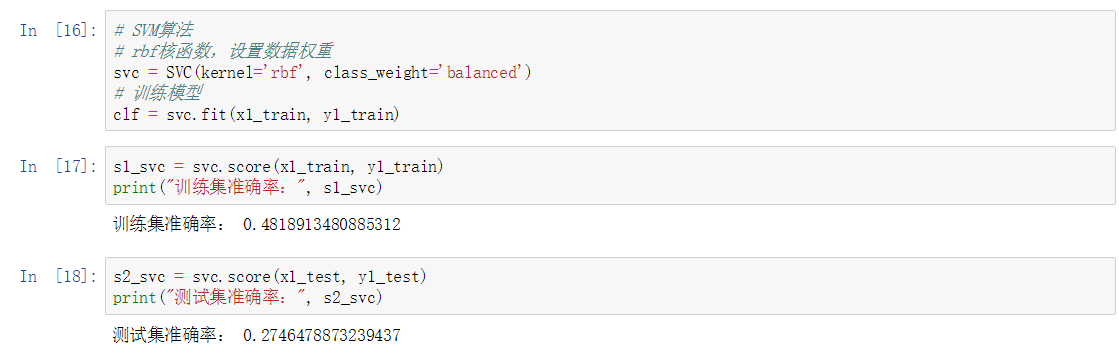 In [16]:
# SVM算法
# rbf核函数，设置数据权重
svc = SVC(kernel='rbf', class_weight='balanced')
# 训练模型
clf = svc.fit(x1_train, y1_train)
In [17]:
s1_svc = svc.score(x1_train, y1_train)
print("训练集准确率：", s1_svc)
训练集准确率： 0.4818913480885312
In [18]:
s2_svc = svc.score(x1_test, y1_test)
print("测试集准确率：", s2_svc)
测试集准确率： 0.2746478873239437